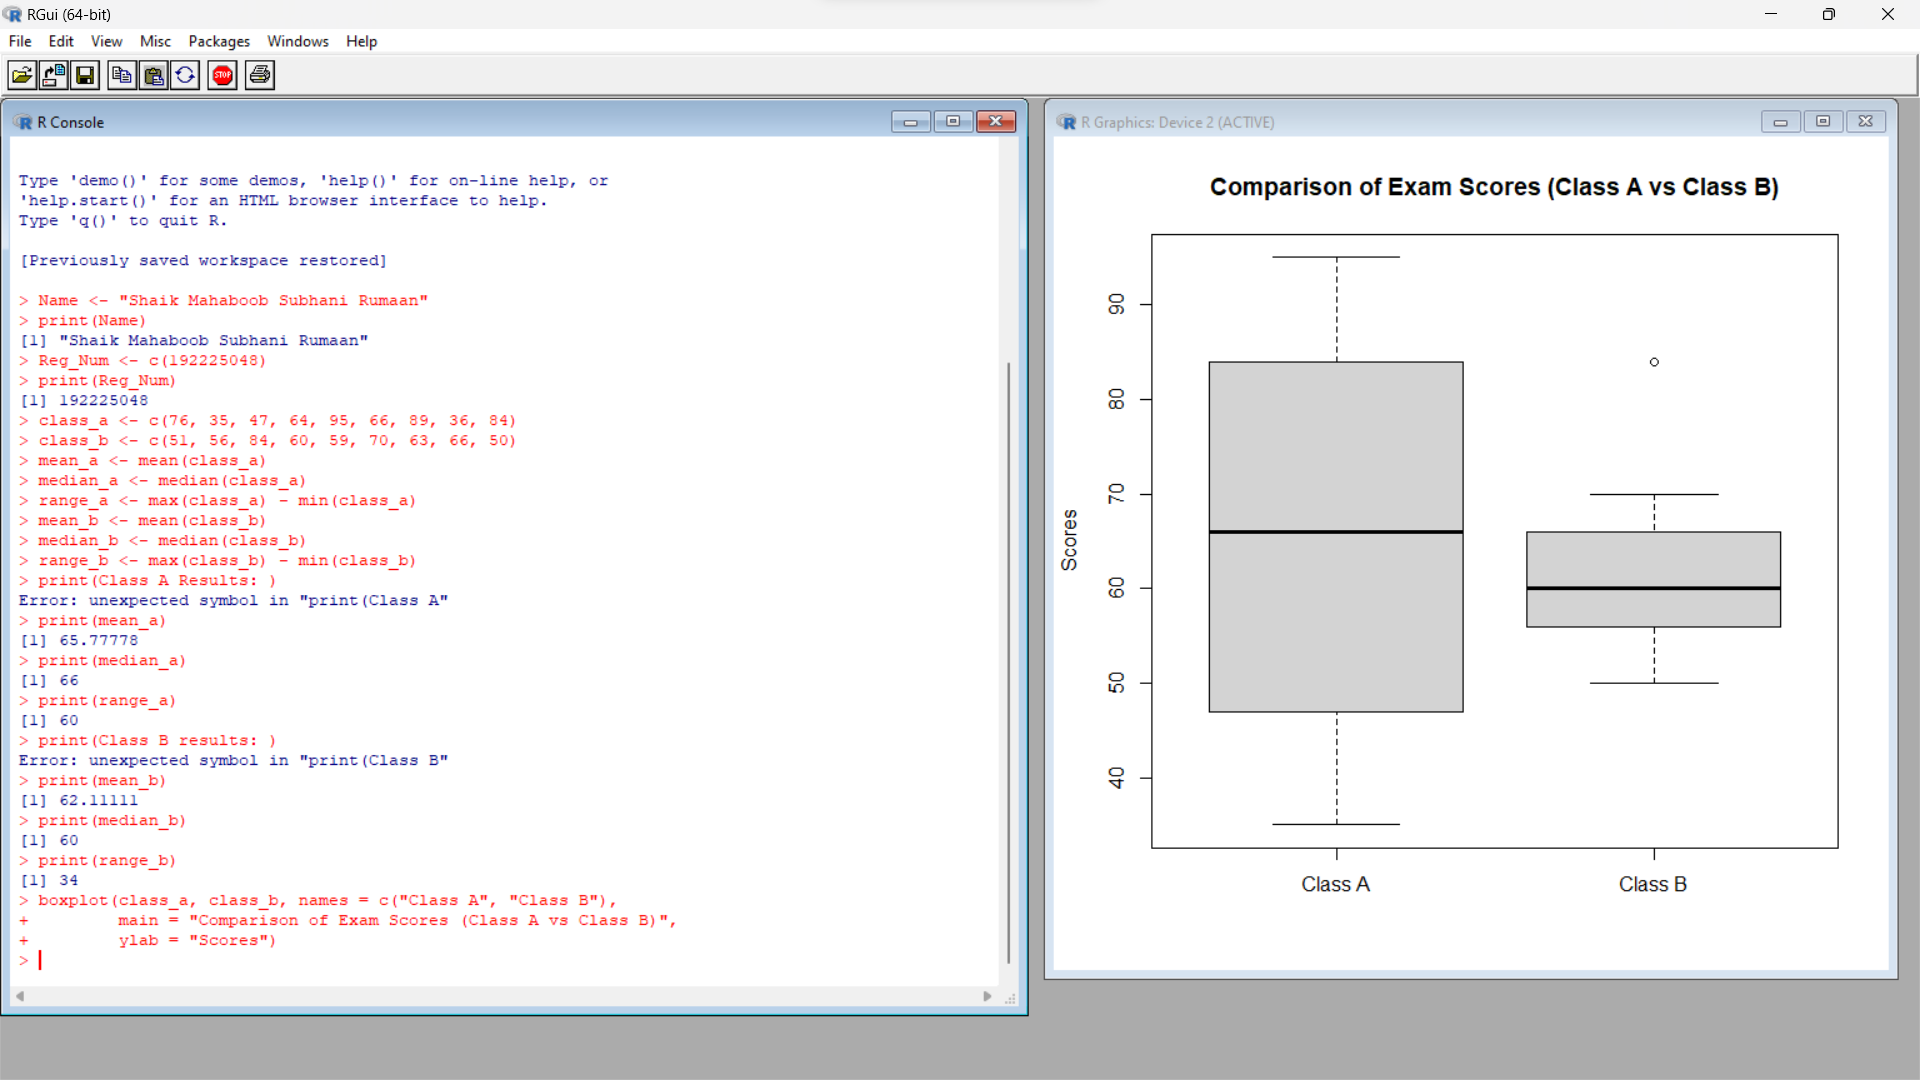 RGui (64-bit)
File Edit View Misc Packages Windows Help
STOP
R Console
Type 'demo()' for some demos, 'help()' for on-line help, or
'help.start()' for an HTML browser interface to help.
Type 'q()' to quit R.
[Previously saved workspace restored]
> Name <- "Shaik Mahaboob Subhani Rumaan"
> print(Name)
[1] "Shaik Mahaboob Subhani Rumaan"
> Reg_Num <- c(192225048)
> print(Reg_Num)
[1] 192225048
> class_a <- c(76, 35, 47, 64, 95, 66, 89, 36, 84)
> class_b <- c(51, 56, 84, 60, 59, 70, 63, 66, 50)
> mean_a <- mean(class_a)
> median_a <- median(class_a)
> range_a <- max(class_a) - min(class_a)
> mean_b <- mean(class_b)
> median_b <- median(class_b)
> range_b <- max(class_b) - min(class_b)
> print(Class A Results: )
Error: unexpected symbol in "print(Class A"
> print(mean_a)
[1] 65.77778
> print(median_a)
[1] 66
> print(range_a)
[1] 60
> print(Class B results: )
Error: unexpected symbol in "print(Class B"
> print(mean_b)
[1] 62.11111
> print(median_b)
[1] 60
> print(range_b)
[1] 34
> boxplot(class_a, class_b, names = c("Class A", "Class B"),
+         main = "Comparison of Exam Scores (Class A vs Class B)",
+         ylab = "Scores")
>
R Graphics: Device 2 (ACTIVE)
Comparison of Exam Scores (Class A vs Class B)
90
80
70
60
50
40
Scores
Class A Class B